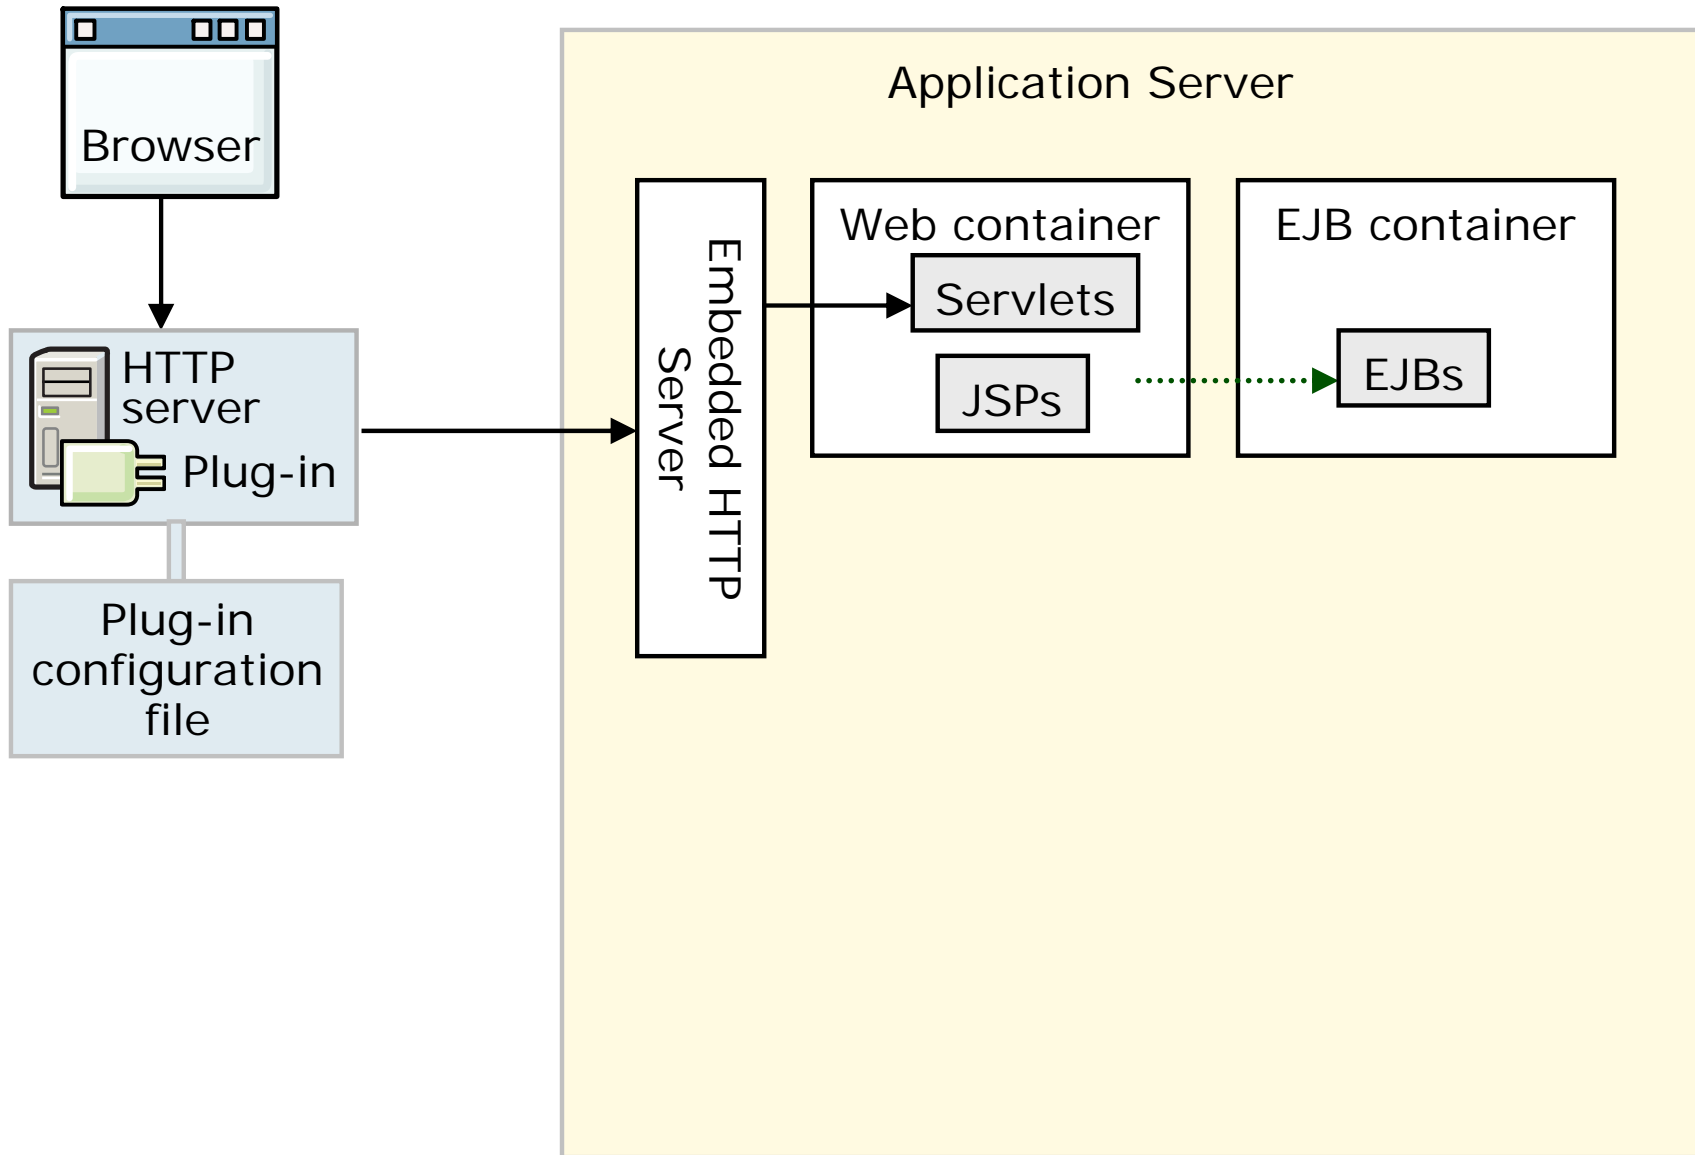 Browser
Application Server
HTTP
server
Plug-in
Plug-in
configuration
file
Embedded HTTP
Server
Web container
Servlets
JSPs
EJB container
EJBs